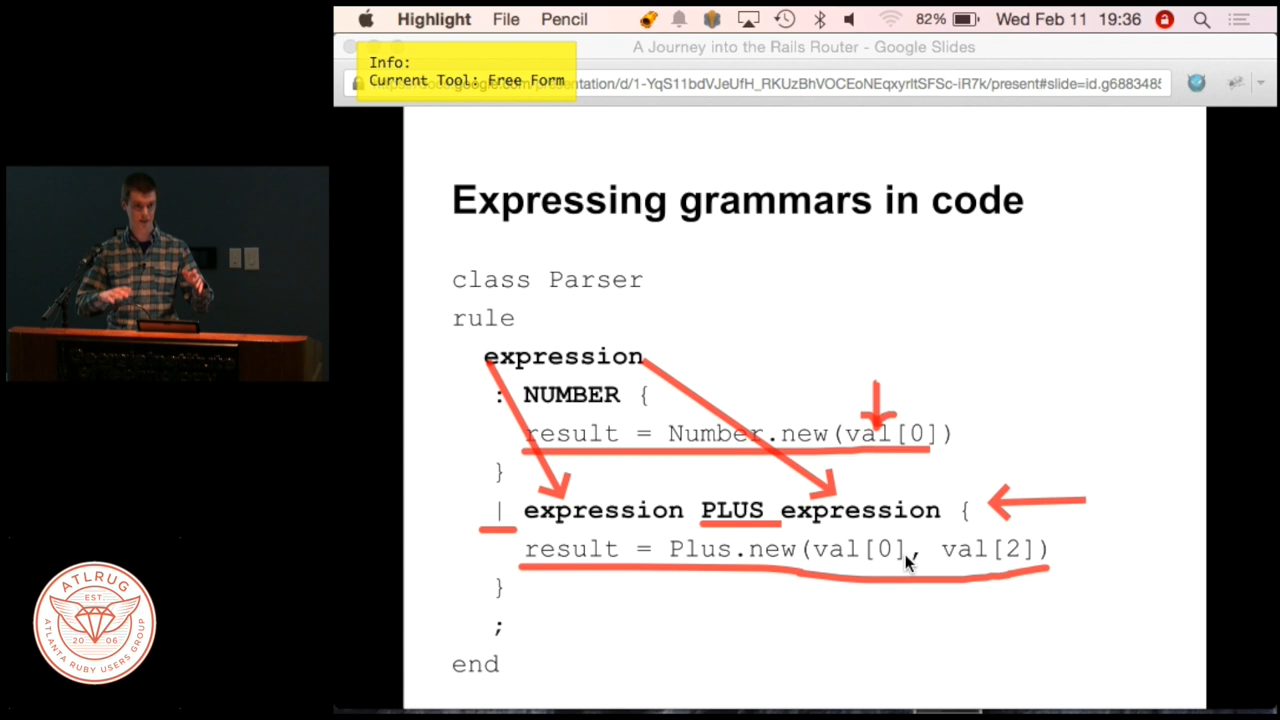 Highlight File Pencil 82% Wed Feb 11 19:36
A Journey into the Rails Router - Google Slides
Info:
Current Tool: Free Form
Expressing grammars in code
class Parser
rule
expression
: NUMBER {
result = Number.new(val[0])
}
| expression PLUS expression {
result = Plus.new(val[0], val[2])
}
;
end
ATLRUG
EST.
20 06
ATLANTA RUBY USERS GROUP